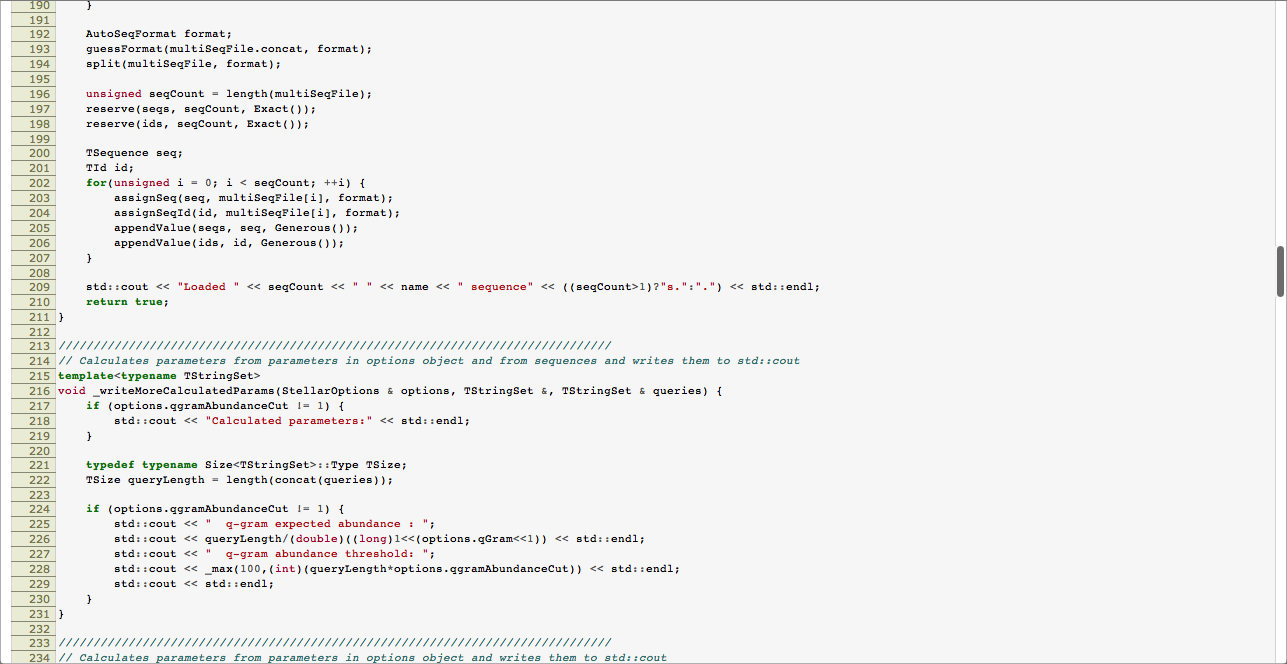 190     }
191
192     AutoSeqFormat format;
193     guessFormat(multiSeqFile.concat, format);
194     split(multiSeqFile, format);
195
196     unsigned seqCount = length(multiSeqFile);
197     reserve(seqs, seqCount, Exact());
198     reserve(ids, seqCount, Exact());
199
200     TSequence seq;
201     TId id;
202     for(unsigned i = 0; i < seqCount; ++i) {
203         assignSeq(seq, multiSeqFile[i], format);
204         assignSeqId(id, multiSeqFile[i], format);
205         appendValue(seqs, seq, Generous());
206         appendValue(ids, id, Generous());
207     }
208
209     std::cout << "Loaded " << seqCount << " " << name << " sequence" << ((seqCount>1)?"s.":".") << std::endl;
210     return true;
211 }
212
213 ///////////////////////////////////////////////////////////////////////////////
214 // Calculates parameters from parameters in options object and from sequences and writes them to std::cout
215 template<typename TStringSet>
216 void _writeMoreCalculatedParams(StellarOptions & options, TStringSet &, TStringSet & queries) {
217     if (options.qgramAbundanceCut != 1) {
218         std::cout << "Calculated parameters:" << std::endl;
219     }
220
221     typedef typename Size<TStringSet>::Type TSize;
222     TSize queryLength = length(concat(queries));
223
224     if (options.qgramAbundanceCut != 1) {
225         std::cout << "  q-gram expected abundance : ";
226         std::cout << queryLength/(double)((long)1<<(options.qGram<<1)) << std::endl;
227         std::cout << "  q-gram abundance threshold: ";
228         std::cout << _max(100,(int)(queryLength*options.qgramAbundanceCut)) << std::endl;
229         std::cout << std::endl;
230     }
231 }
232
233 ///////////////////////////////////////////////////////////////////////////////
234 // Calculates parameters from parameters in options object and writes them to std::cout